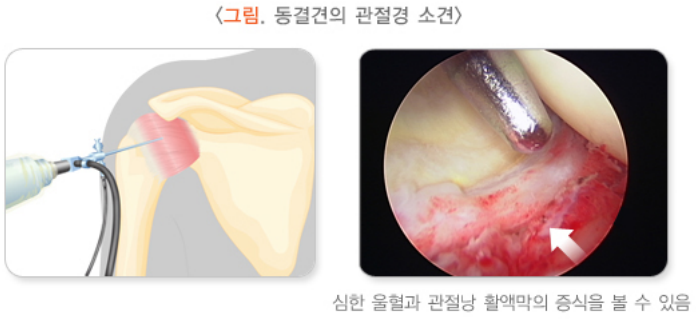 <그림. 동결견의 관절경 소견>
심한 울혈과 관절낭 활액막의 증식을 볼 수 있음